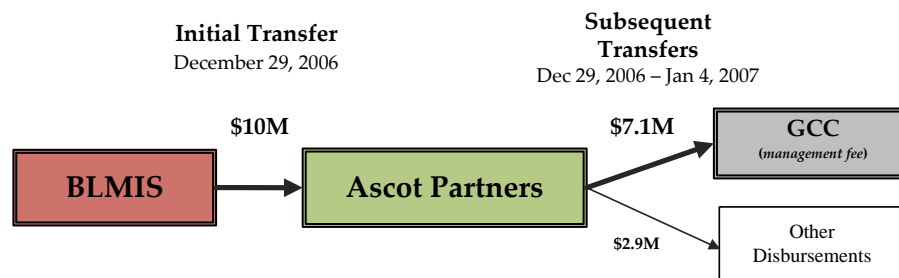 Initial Transfer
December 29, 2006
Subsequent
Transfers
Dec 29, 2006 – Jan 4, 2007
$10M
$7.1M
BLMIS
Ascot Partners
GCC
(management fee)
$2.9M
Other
Disbursements